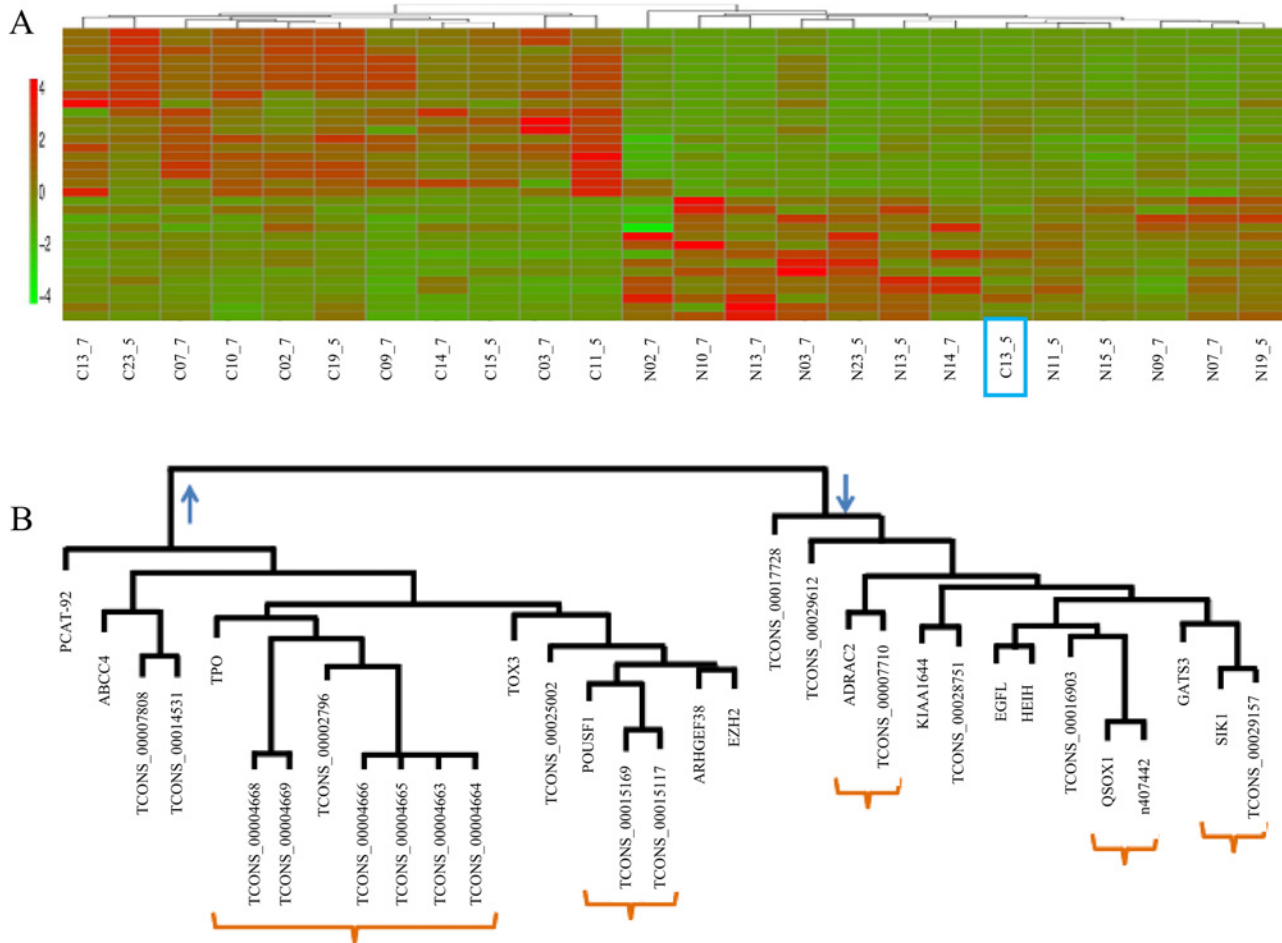 A
4
2
0
-2
-4
C13_7 C23_5 C07_7 C10_7 C02_7 C19_5 C09_7 C14_7 C15_5 C03_7 C11_5 N02_7 N10_7 N13_7 N03_7 N23_5 N13_5 N14_7 C13_5 N11_5 N15_5 N09_7 N07_7 N19_5
B
PCAT-92
ABCC4
TCONS_00007808
TCONS_00014531
TPO
TCONS_00004668
TCONS_00004669
TCONS_00002796
TCONS_00004666
TCONS_00004665
TCONS_00004663
TCONS_00004664
TOX3
TCONS_00025002
POUSF1
TCONS_00015169
TCONS_00015117
ARHGEF38
EZH2
TCONS_00017728
TCONS_00029612
ADRAC2
TCONS_00007710
KIAA1644
TCONS_00028751
EGFL
HEIH
TCONS_00016903
QSOX1
n407442
GATS3
SIK1
TCONS_00029157